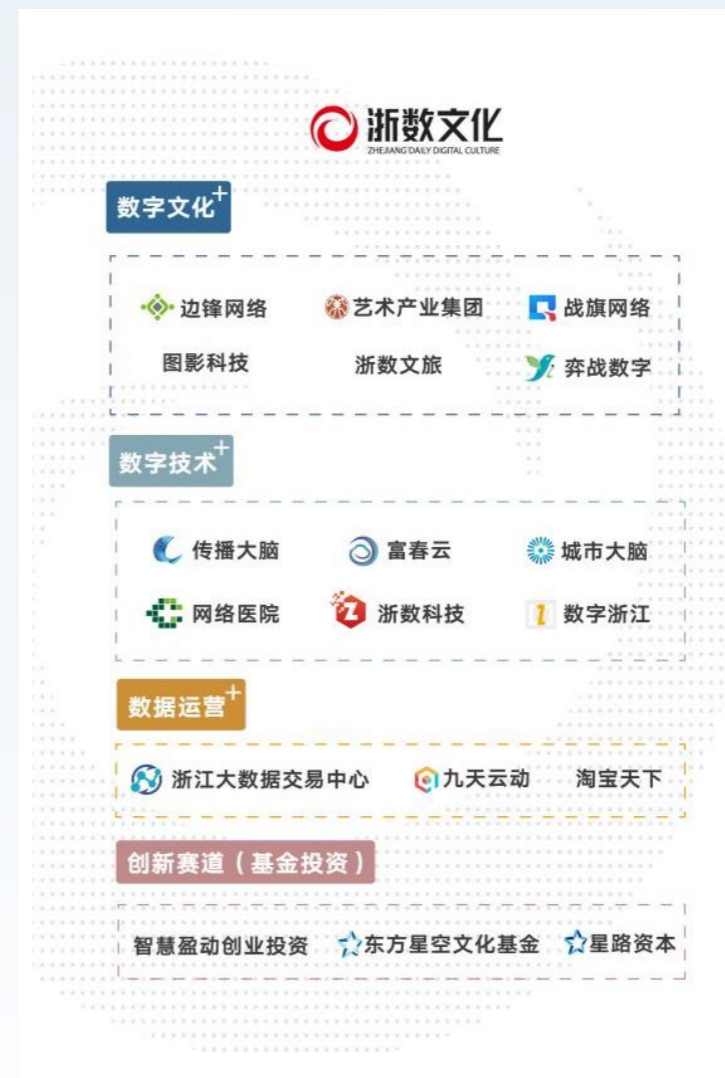 浙数文化
ZHEJIANG DAILY DIGITAL CULTURE
数字文化+
边锋网络 艺术产业集团 战旗网络
图影科技 浙数文旅 弈战数字
数字技术+
传播大脑 富春云 城市大脑
网络医院 浙数科技 数字浙江
数据运营+
浙江大数据交易中心 九天云动 淘宝天下
创新赛道（基金投资）
智慧盈动创业投资 东方星空文化基金 星路资本